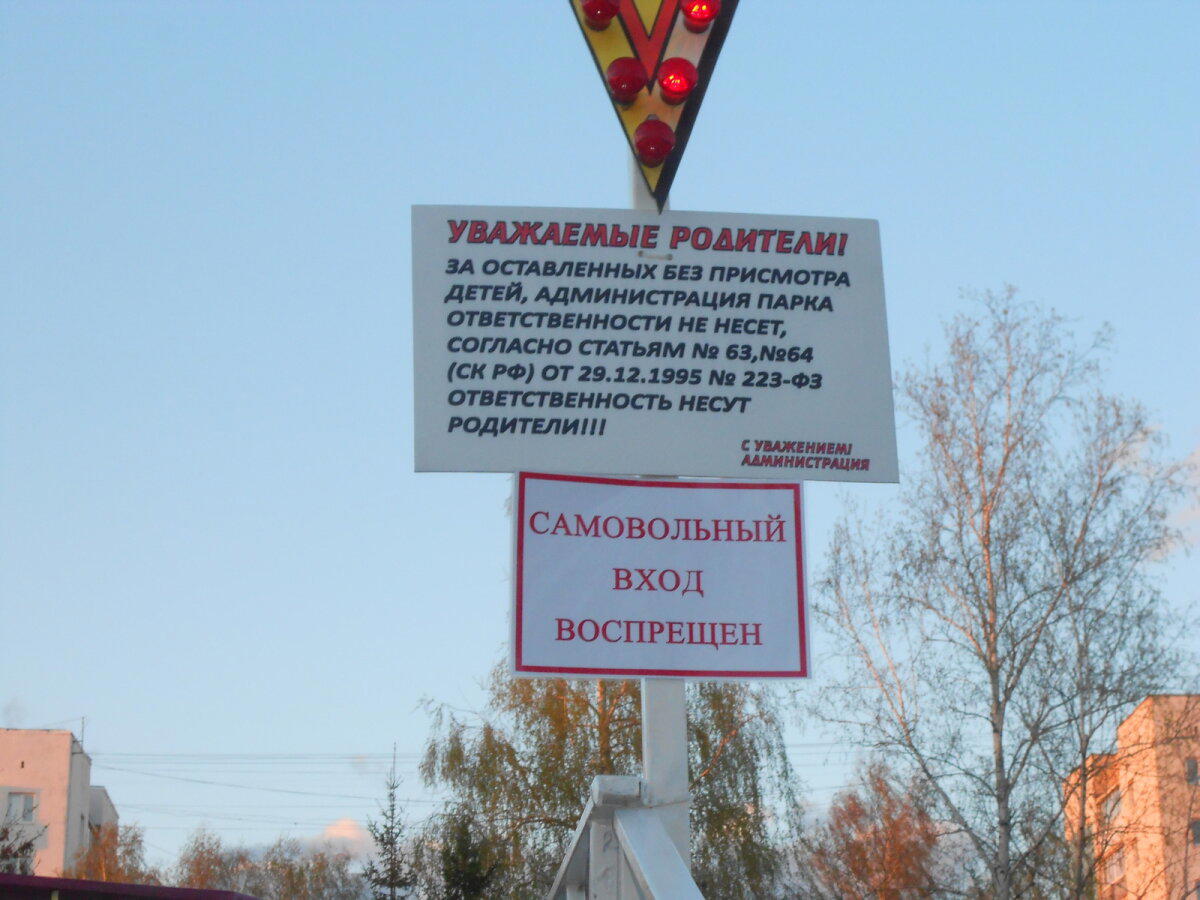 УВАЖАЕМЫЕ РОДИТЕЛИ!
ЗА ОСТАВЛЕННЫХ БЕЗ ПРИСМОТРА
ДЕТЕЙ, АДМИНИСТРАЦИЯ ПАРКА
ОТВЕТСТВЕННОСТИ НЕ НЕСЕТ,
СОГЛАСНО СТАТЬЯМ № 63,№64
(СК РФ) ОТ 29.12.1995 № 223-ФЗ
ОТВЕТСТВЕННОСТЬ НЕСУТ
РОДИТЕЛИ!!!
С УВАЖЕНИЕМ!
АДМИНИСТРАЦИЯ
САМОВОЛЬНЫЙ
ВХОД
ВОСПРЕЩЕН